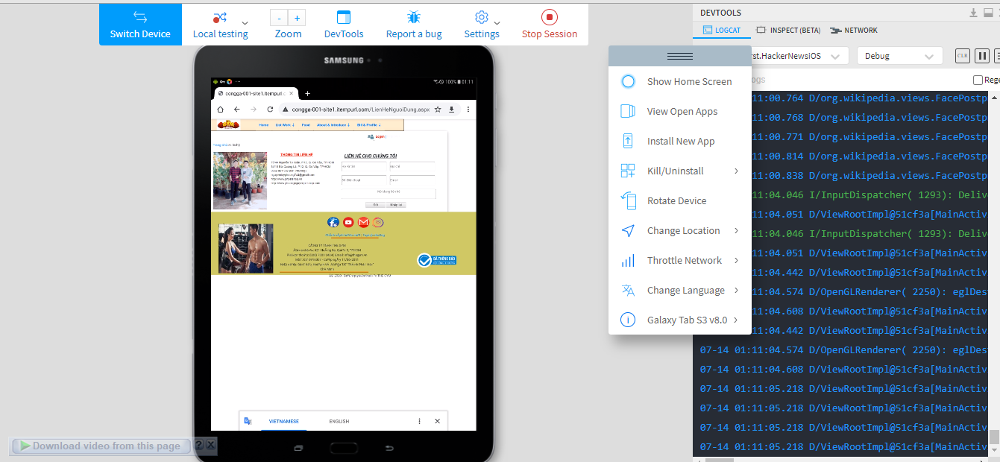 Switch Device
Local testing
- +
Zoom
DevTools
Report a bug
Settings
Stop Session
DEVTOOLS
LOGCAT
INSPECT (BETA)
NETWORK
rst.HackerNewsiOS
Debug
CLR
ogs
Rege
Show Home Screen
View Open Apps
Install New App
Kill/Uninstall
Rotate Device
Change Location
Throttle Network
Change Language
Galaxy Tab S3 v8.0
SAMSUNG
100% 01:11
congga-001-site1.itempurl.c
congga-001-site1.itempurl.com/LienHeNguoiDung.aspx
Home
List Work
Food
About & Introduce
Bill & Profile
Login |
THÔNG TIN LIÊN HỆ
LIÊN HỆ CHO CHÚNG TÔI
Nội dung liên hệ
ĐÃ THÔNG BÁO
VIETNAMESE
ENGLISH
Download video from this page
?
11:00.764 D/org.wikipedia.views.FacePostp
11:00.768 D/org.wikipedia.views.FacePostp
11:00.771 D/org.wikipedia.views.FacePostp
11:00.814 D/org.wikipedia.views.FacePostp
11:00.838 D/org.wikipedia.views.FacePostp
11:04.046 I/InputDispatcher( 1293): Delive
11:04.051 D/ViewRootImpl@51cf3a[MainActiv
11:04.046 I/InputDispatcher( 1293): Delive
11:04.051 D/ViewRootImpl@51cf3a[MainActiv
11:04.442 D/ViewRootImpl@51cf3a[MainActiv
11:04.574 D/OpenGLRenderer( 2250): eglDes
11:04.608 D/ViewRootImpl@51cf3a[MainActiv
11:04.442 D/ViewRootImpl@51cf3a[MainActiv
07-14 01:11:04.574 D/OpenGLRenderer( 2250): eglDes
07-14 01:11:04.608 D/ViewRootImpl@51cf3a[MainActiv
07-14 01:11:05.218 D/ViewRootImpl@51cf3a[MainActiv
07-14 01:11:05.218 D/ViewRootImpl@51cf3a[MainActiv
07-14 01:11:05.218 D/ViewRootImpl@51cf3a[MainActiv
07-14 01:11:05.218 D/ViewRootImpl@51cf3a[MainActiv